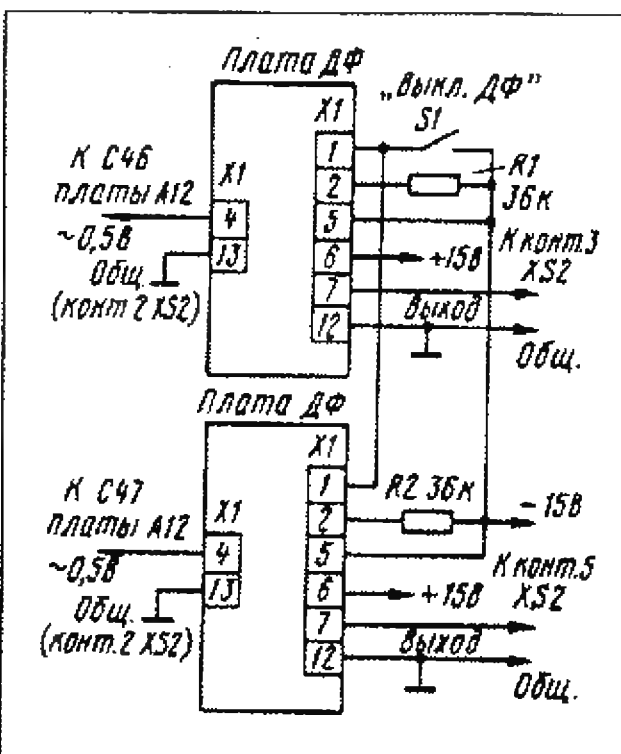 Плата ДФ
„Выкл. ДФ"
S1
X1
1
2
5
6
7
12
R1
36к
К С46
платы А12
X1
4
13
~0,5В
Общ.
(конт 2 XS2)
+15В
К конт.3
XS2
Выход
Общ.
Плата ДФ
X1
1
2
5
6
7
12
R2 36к
-15В
К С47
платы А12
X1
4
13
~0,5В
Общ.
(конт.2 XS2)
+15В
К конт.5
XS2
Выход
Общ.